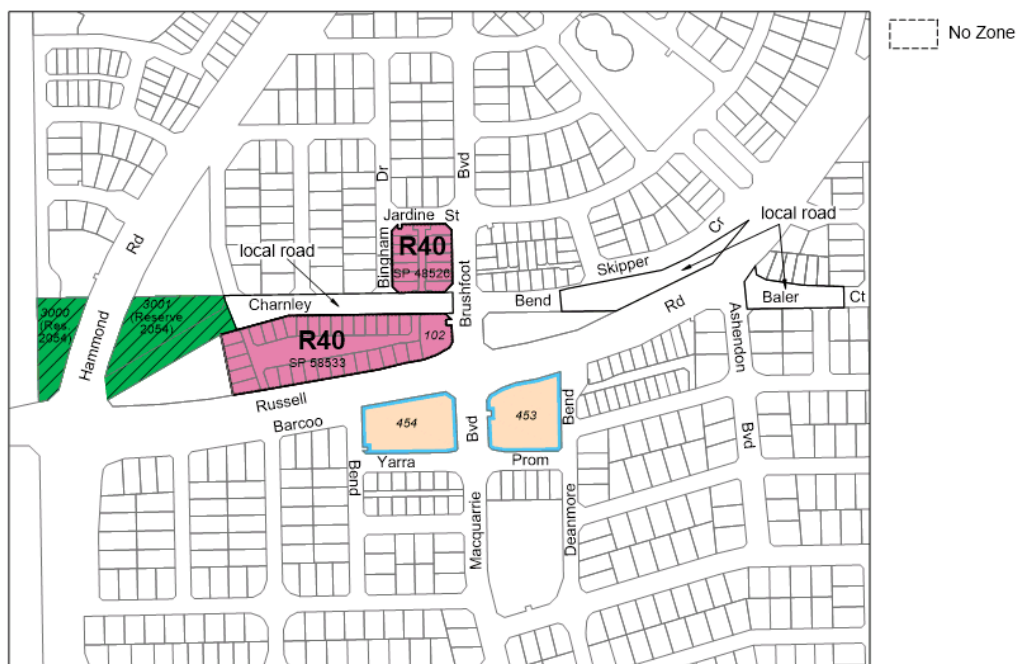 No Zone
Dr
Bvd
Jardine St
local road
Rd
R40
Bingham
local road
Cr
SP 48526
Brushfoot
Skipper
3000
(Res
2054)
3001
(Reserve
2054)
Charnley
Bend
Rd
Baler
Ct
Hammond
R40
102
SP 58533
Ashendon
Russell
Barcoo
454
Bvd
453
Bend
Bvd
Yarra
Prom
Bend
Macquarrie
Deanmore